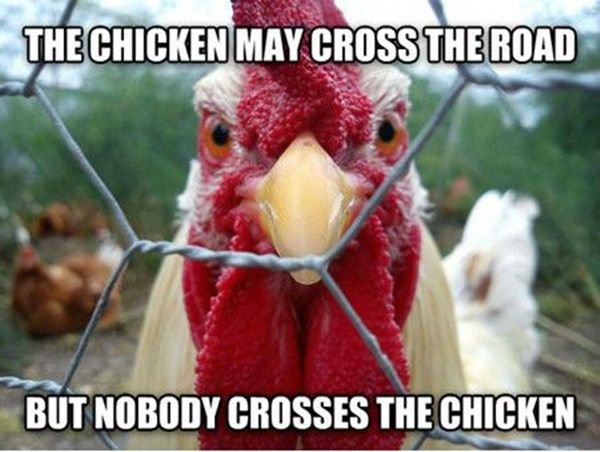 THE CHICKEN MAY CROSS THE ROAD
BUT NOBODY CROSSES THE CHICKEN